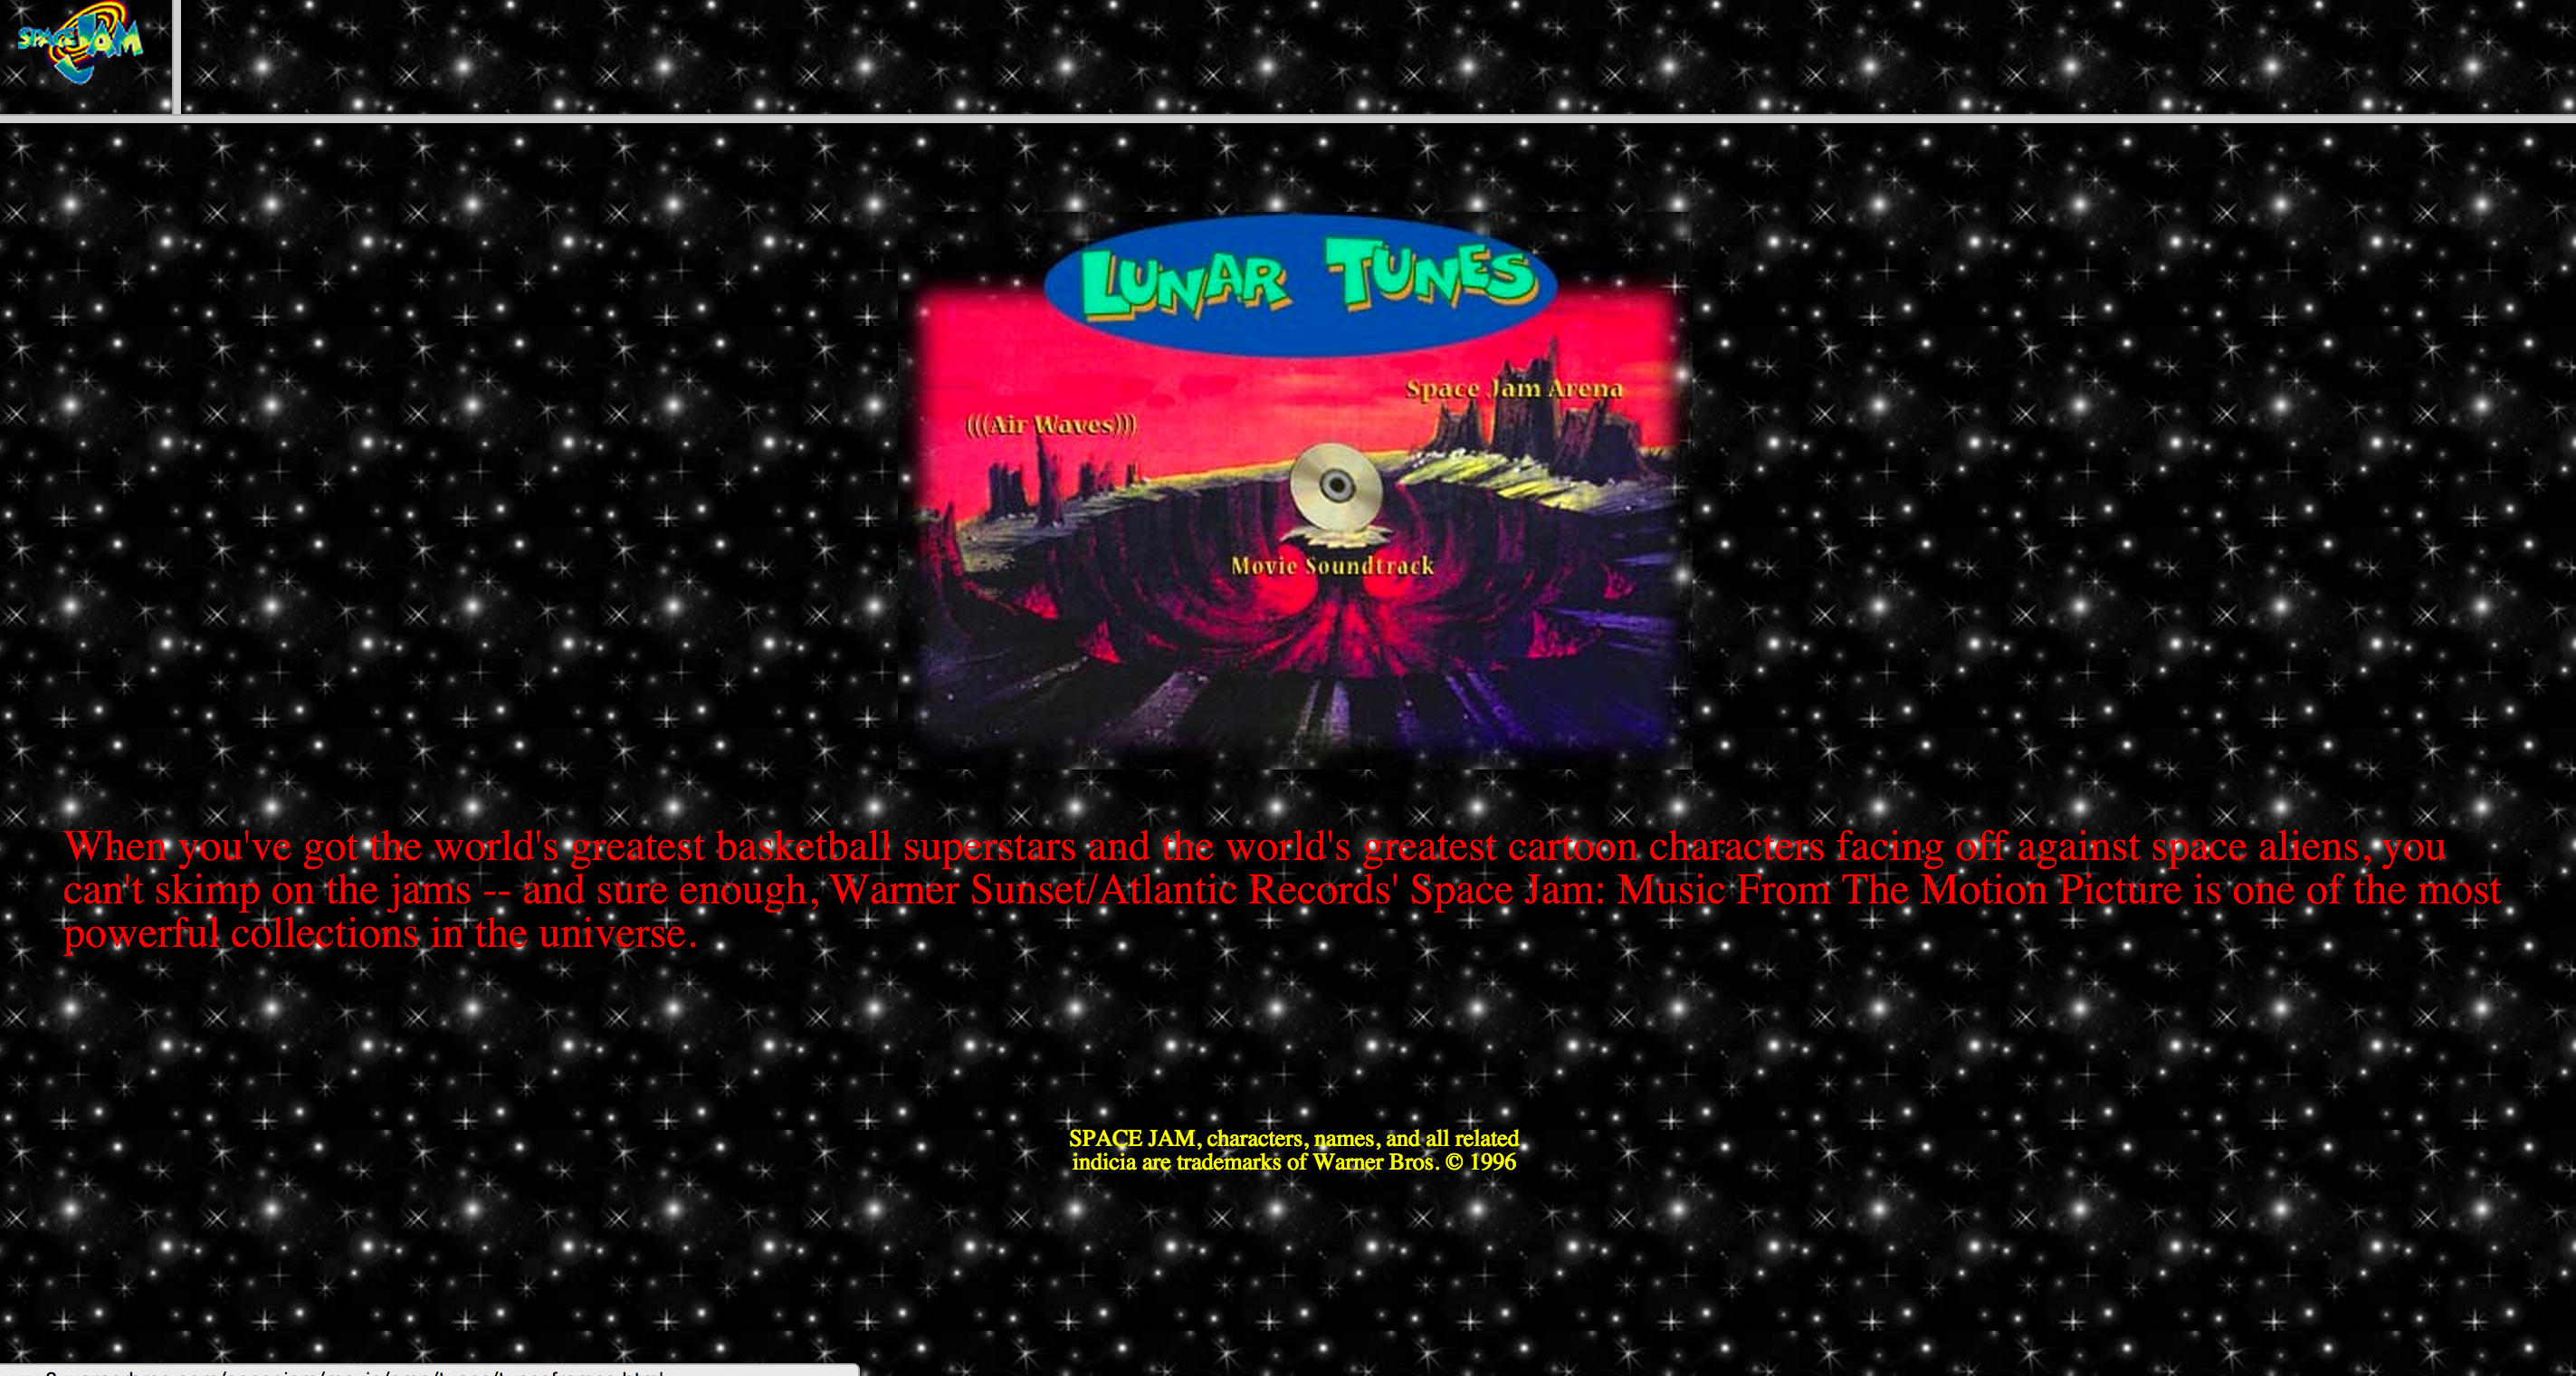 SPACE JAM
LUNAR TUNES
Space Jam Arena
(((Air Waves)))
Movie Soundtrack
When you've got the world's greatest basketball superstars and the world's greatest cartoon characters facing off against space aliens, you
can't skimp on the jams -- and sure enough, Warner Sunset/Atlantic Records' Space Jam: Music From The Motion Picture is one of the most
powerful collections in the universe.
SPACE JAM, characters, names, and all related
indicia are trademarks of Warner Bros. © 1996